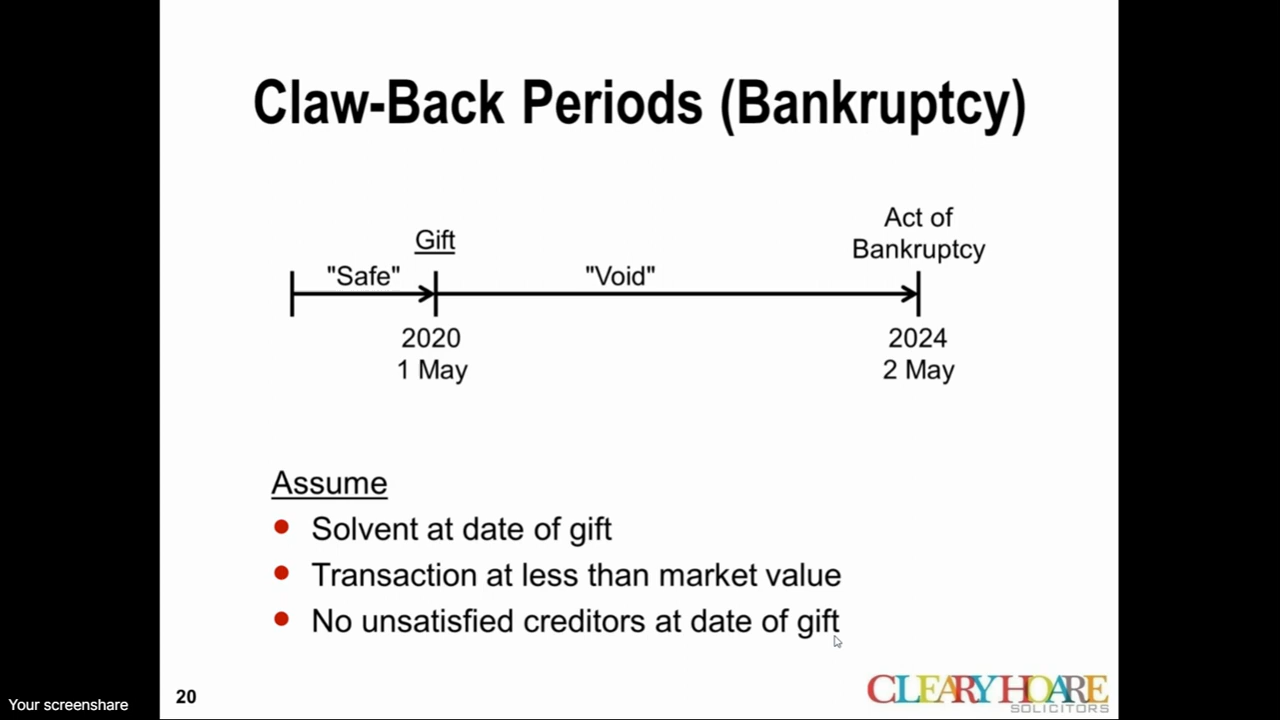 Claw-Back Periods (Bankruptcy)
Act of
Bankruptcy
Gift
"Safe"
"Void"
2020
1 May
2024
2 May
Assume
Solvent at date of gift
Transaction at less than market value
No unsatisfied creditors at date of gift
CLEARY HOARE
SOLICITORS
20
Your screenshare